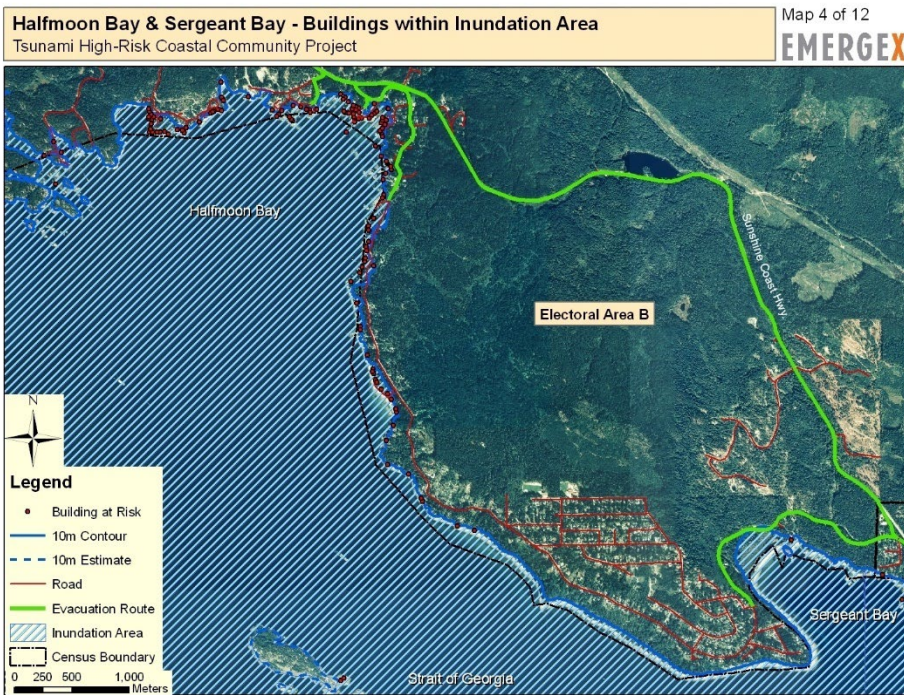 Halfmoon Bay & Sergeant Bay - Buildings within Inundation Area
Tsunami High-Risk Coastal Community Project
Map 4 of 12
EMERGEX
Halfmoon Bay
Sunshine Coast Hwy.
Electoral Area B
N
Legend
Building at Risk
10m Contour
10m Estimate
Road
Evacuation Route
Inundation Area
Census Boundary
0 250 500 1,000
Meters
Sergeant Bay
Strait of Georgia